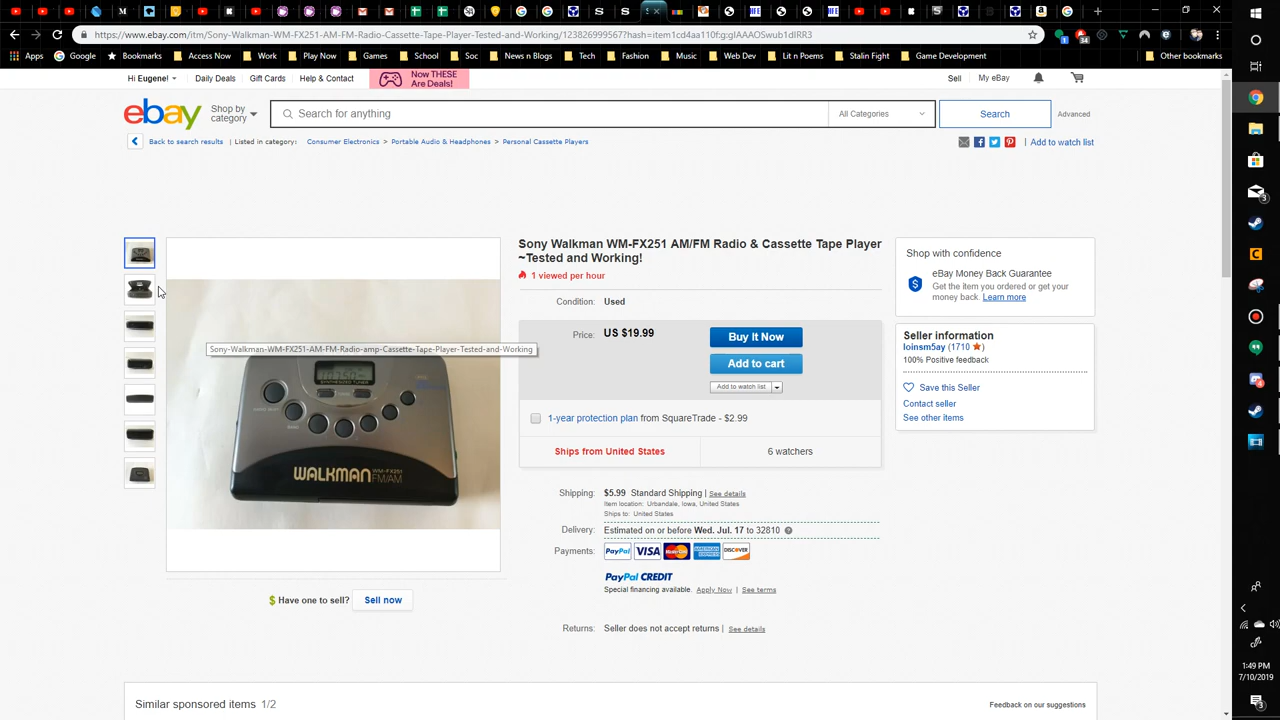 https://www.ebay.com/itm/Sony-Walkman-WM-FX251-AM-FM-Radio-Cassette-Tape-Player-Tested-and-Working/123826999567?hash=item1cd4aa110f:g:gIAAAOSwub1dIRR3
Apps Google Bookmarks Access Now Work Play Now Games School Soc News n Blogs Tech Fashion Music Web Dev Lit n Poems Stalin Fight Game Development Other bookmarks
Hi Eugene! Daily Deals Gift Cards Help & Contact Now THESE Are Deals! Sell My eBay
ebay Shop by category Search for anything All Categories Search Advanced
Back to search results | Listed in category: Consumer Electronics > Portable Audio & Headphones > Personal Cassette Players | Add to watch list
Sony Walkman WM-FX251 AM/FM Radio & Cassette Tape Player
~Tested and Working!
1 viewed per hour
Condition: Used
Price: US $19.99
Buy It Now
Add to cart
Add to watch list
1-year protection plan from SquareTrade - $2.99
Ships from United States 6 watchers
Shipping: $5.99 Standard Shipping | See details
Item location: Urbandale, Iowa, United States
Ships to: United States
Delivery: Estimated on or before Wed. Jul. 17 to 32810
Payments: PayPal VISA MasterCard AMERICAN EXPRESS DISCOVER
PayPal CREDIT
Special financing available. Apply Now | See terms
Returns: Seller does not accept returns | See details
Shop with confidence
eBay Money Back Guarantee
Get the item you ordered or get your
money back. Learn more
Seller information
loinsm5ay (1710 )
100% Positive feedback
Save this Seller
Contact seller
See other items
Sony-Walkman-WM-FX251-AM-FM-Radio-amp-Cassette-Tape-Player-Tested-and-Working
SYNTHESIZED TUNER
WALKMAN WM-FX251
FM/AM
Have one to sell? Sell now
Similar sponsored items 1/2 Feedback on our suggestions
1:49 PM
7/10/2019